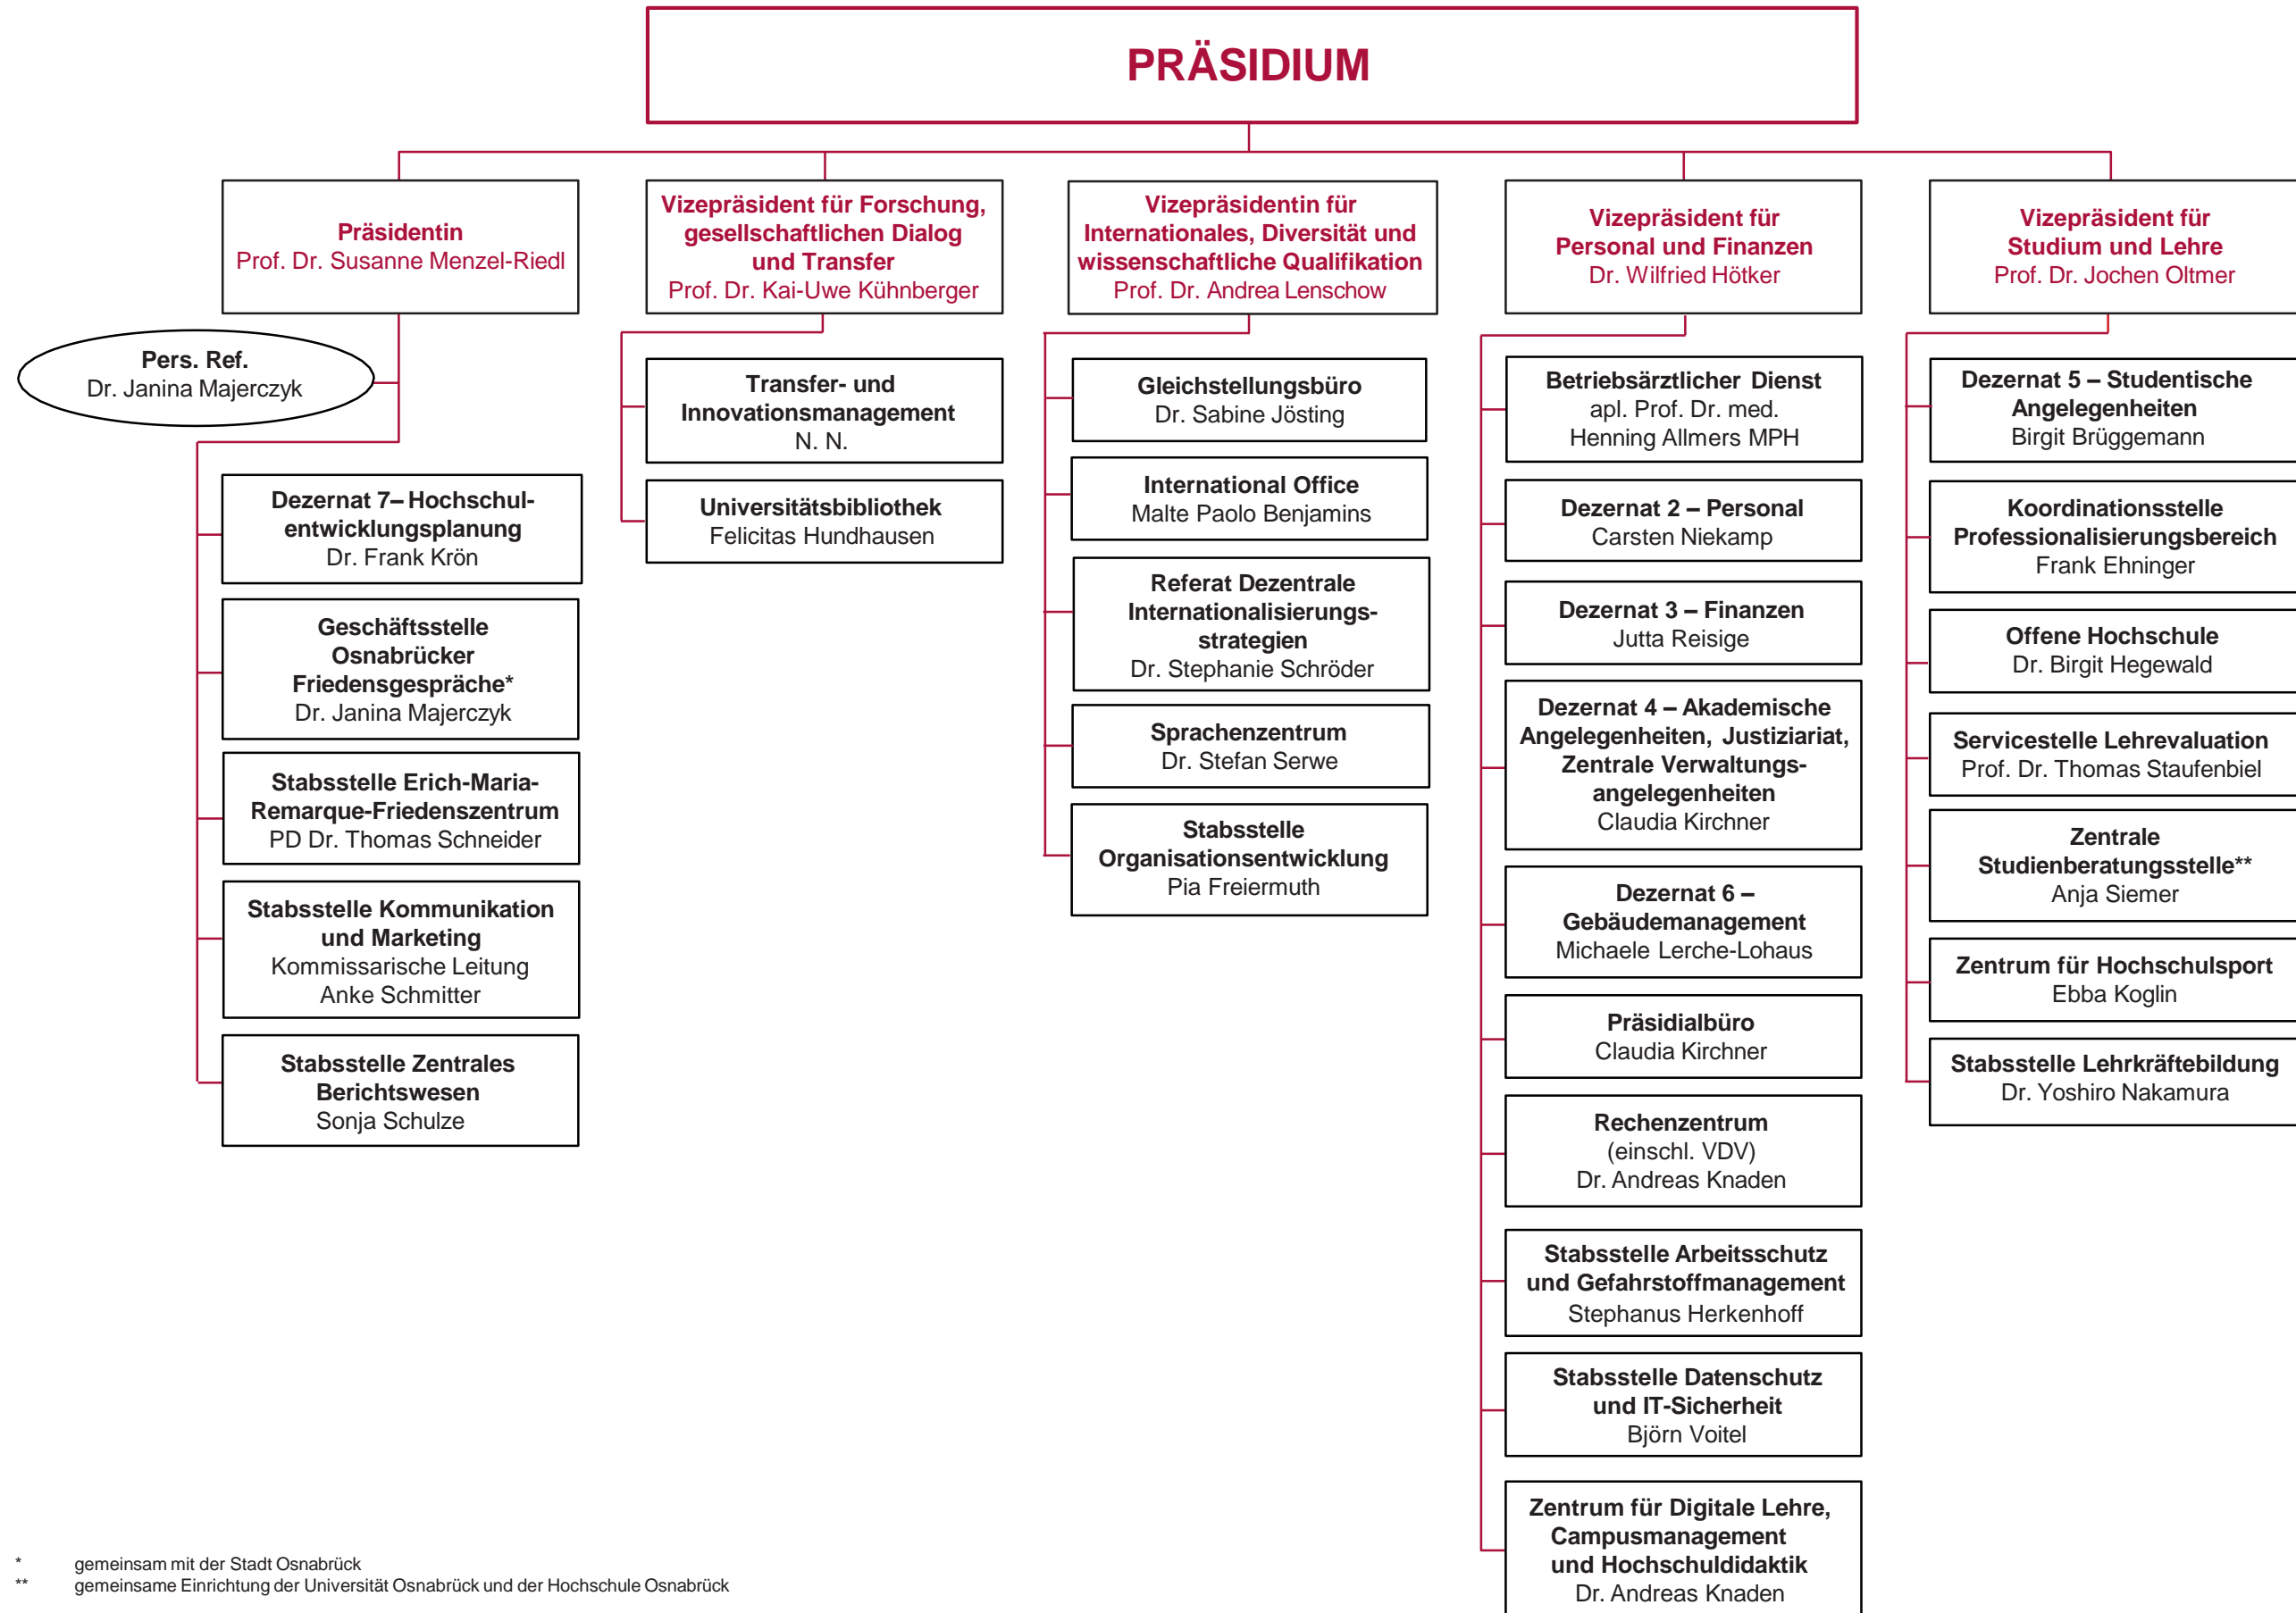 PRÄSIDIUM
Präsidentin
Prof. Dr. Susanne Menzel-Riedl
Pers. Ref.
Dr. Janina Majerczyk
Dezernat 7– Hochschul-
entwicklungsplanung
Dr. Frank Krön
Geschäftsstelle
Osnabrücker
Friedensgespräche*
Dr. Janina Majerczyk
Stabsstelle Erich-Maria-
Remarque-Friedenszentrum
PD Dr. Thomas Schneider
Stabsstelle Kommunikation
und Marketing
Kommissarische Leitung
Anke Schmitter
Stabsstelle Zentrales
Berichtswesen
Sonja Schulze
Vizepräsident für Forschung,
gesellschaftlichen Dialog
und Transfer
Prof. Dr. Kai-Uwe Kühnberger
Transfer- und
Innovationsmanagement
N. N.
Universitätsbibliothek
Felicitas Hundhausen
Vizepräsidentin für
Internationales, Diversität und
wissenschaftliche Qualifikation
Prof. Dr. Andrea Lenschow
Gleichstellungsbüro
Dr. Sabine Jösting
International Office
Malte Paolo Benjamins
Referat Dezentrale
Internationalisierungs-
strategien
Dr. Stephanie Schröder
Sprachenzentrum
Dr. Stefan Serwe
Stabsstelle
Organisationsentwicklung
Pia Freiermuth
Vizepräsident für
Personal und Finanzen
Dr. Wilfried Hötker
Betriebsärztlicher Dienst
apl. Prof. Dr. med.
Henning Allmers MPH
Dezernat 2 – Personal
Carsten Niekamp
Dezernat 3 – Finanzen
Jutta Reisige
Dezernat 4 – Akademische
Angelegenheiten, Justiziariat,
Zentrale Verwaltungs-
angelegenheiten
Claudia Kirchner
Dezernat 6 –
Gebäudemanagement
Michaele Lerche-Lohaus
Präsidialbüro
Claudia Kirchner
Rechenzentrum
(einschl. VDV)
Dr. Andreas Knaden
Stabsstelle Arbeitsschutz
und Gefahrstoffmanagement
Stephanus Herkenhoff
Stabsstelle Datenschutz
und IT-Sicherheit
Björn Voitel
Zentrum für Digitale Lehre,
Campusmanagement
und Hochschuldidaktik
Dr. Andreas Knaden
Vizepräsident für
Studium und Lehre
Prof. Dr. Jochen Oltmer
Dezernat 5 – Studentische
Angelegenheiten
Birgit Brüggemann
Koordinationsstelle
Professionalisierungsbereich
Frank Ehninger
Offene Hochschule
Dr. Birgit Hegewald
Servicestelle Lehrevaluation
Prof. Dr. Thomas Staufenbiel
Zentrale
Studienberatungsstelle**
Anja Siemer
Zentrum für Hochschulsport
Ebba Koglin
Stabsstelle Lehrkräftebildung
Dr. Yoshiro Nakamura
* gemeinsam mit der Stadt Osnabrück
** gemeinsame Einrichtung der Universität Osnabrück und der Hochschule Osnabrück